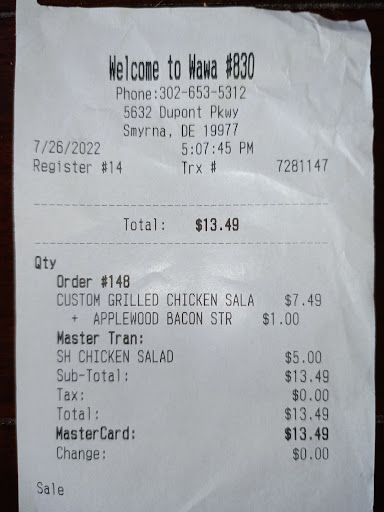 Welcome to Wawa #830
Phone:302-653-5312
5632 Dupont Pkwy
Smyrna, DE 19977
7/26/2022 5:07:45 PM
Register #14 Trx # 7281147
Total: $13.49
Qty
Order #148
CUSTOM GRILLED CHICKEN SALA $7.49
+ APPLEWOOD BACON STR $1.00
Master Tran:
SH CHICKEN SALAD $5.00
Sub-Total: $13.49
Tax: $0.00
Total: $13.49
MasterCard: $13.49
Change: $0.00
Sale